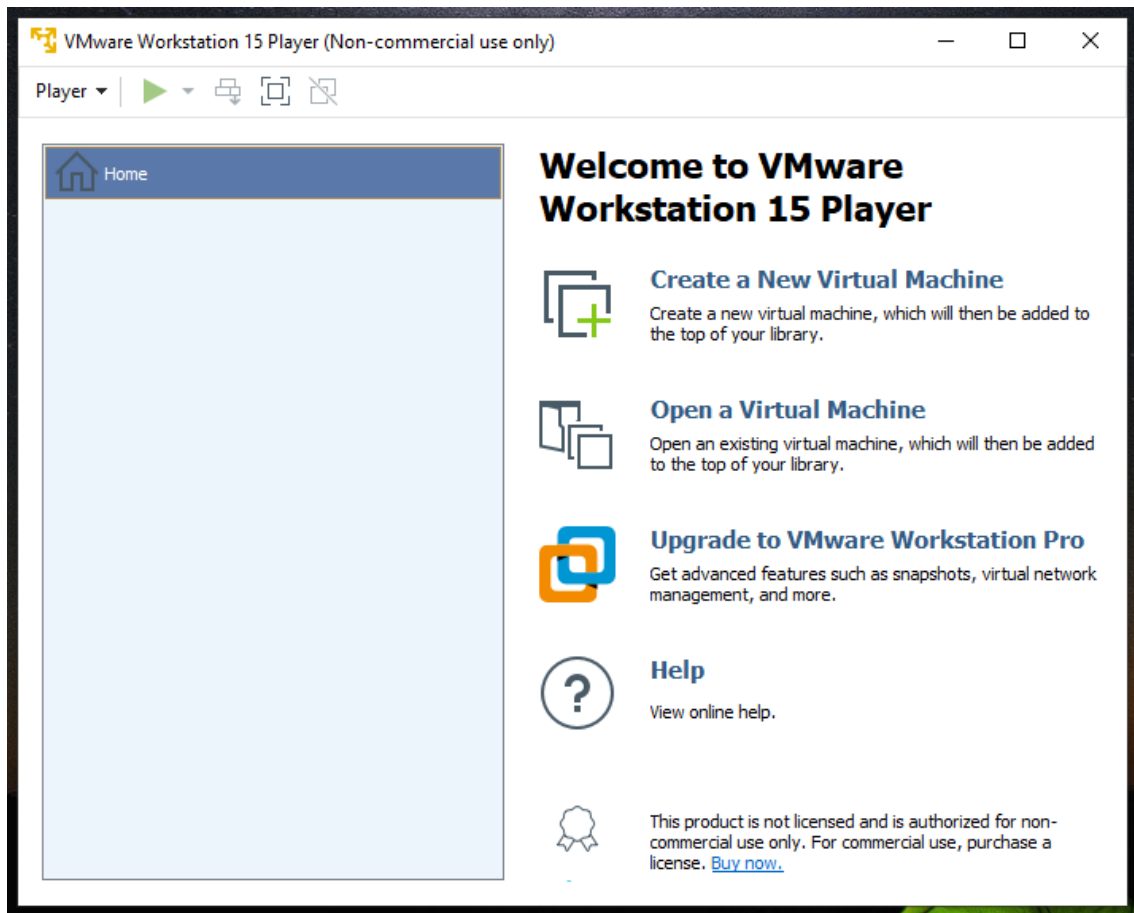 VMware Workstation 15 Player (Non-commercial use only)
Player
Home
Welcome to VMware
Workstation 15 Player
Create a New Virtual Machine
Create a new virtual machine, which will then be added to
the top of your library.
Open a Virtual Machine
Open an existing virtual machine, which will then be added
to the top of your library.
Upgrade to VMware Workstation Pro
Get advanced features such as snapshots, virtual network
management, and more.
Help
View online help.
This product is not licensed and is authorized for non-
commercial use only. For commercial use, purchase a
license. Buy now.